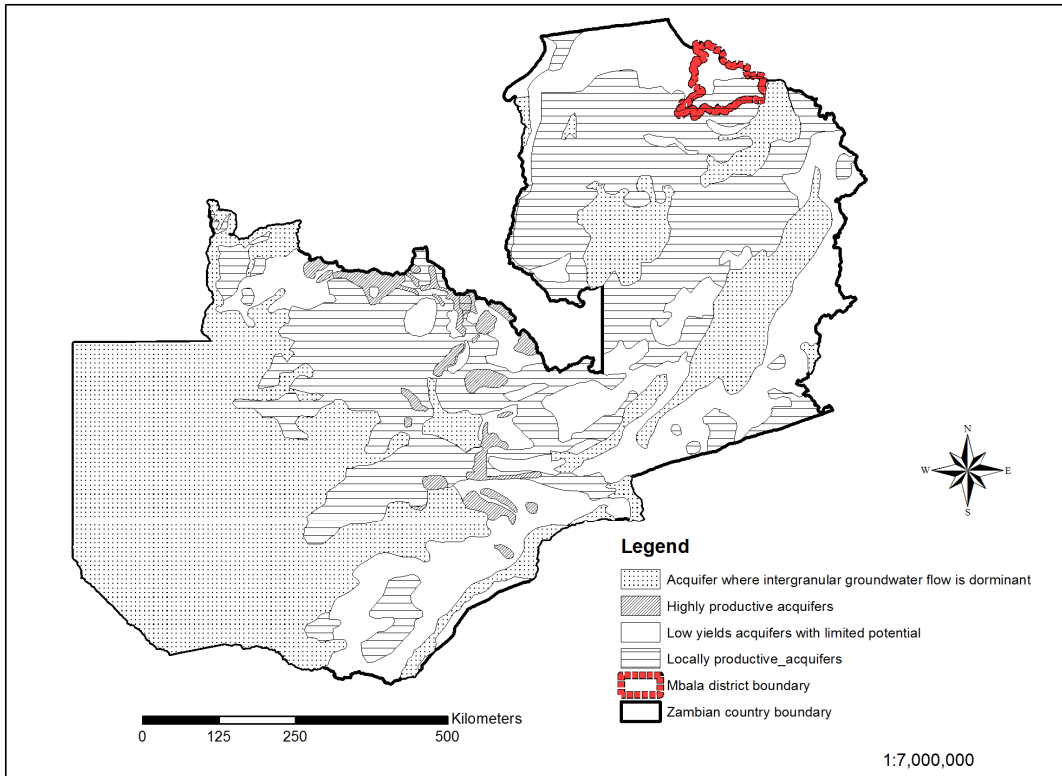 N
W
E
S
Legend
Acquifer where intergranular groundwater flow is dormant
Highly productive acquifers
Low yields acquifers with limited potential
Locally productive_acquifers
Mbala district boundary
Zambian country boundary
Kilometers
0 125 250 500
1:7,000,000